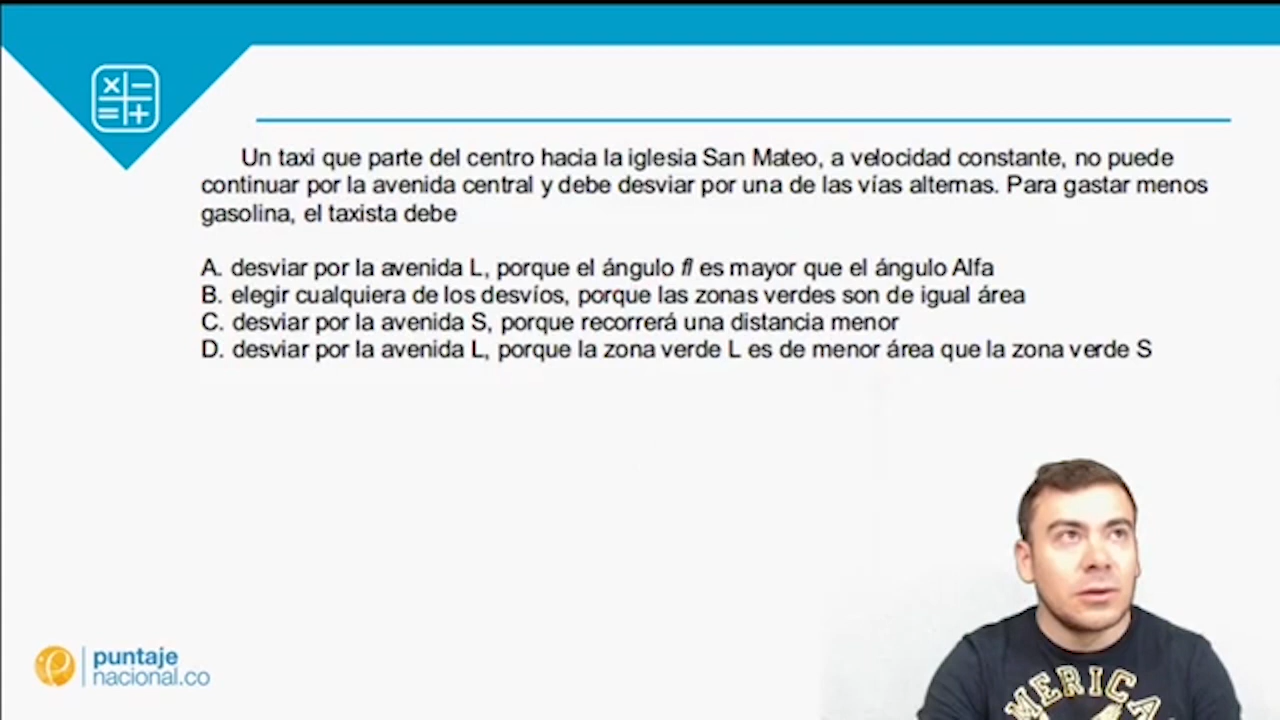 Un taxi que parte del centro hacia la iglesia San Mateo, a velocidad constante, no puede
continuar por la avenida central y debe desviar por una de las vías alternas. Para gastar menos
gasolina, el taxista debe
A. desviar por la avenida L, porque el ángulo fl es mayor que el ángulo Alfa
B. elegir cualquiera de los desvíos, porque las zonas verdes son de igual área
C. desviar por la avenida S, porque recorrerá una distancia menor
D. desviar por la avenida L, porque la zona verde L es de menor área que la zona verde S
MERICA
puntaje
nacional.co